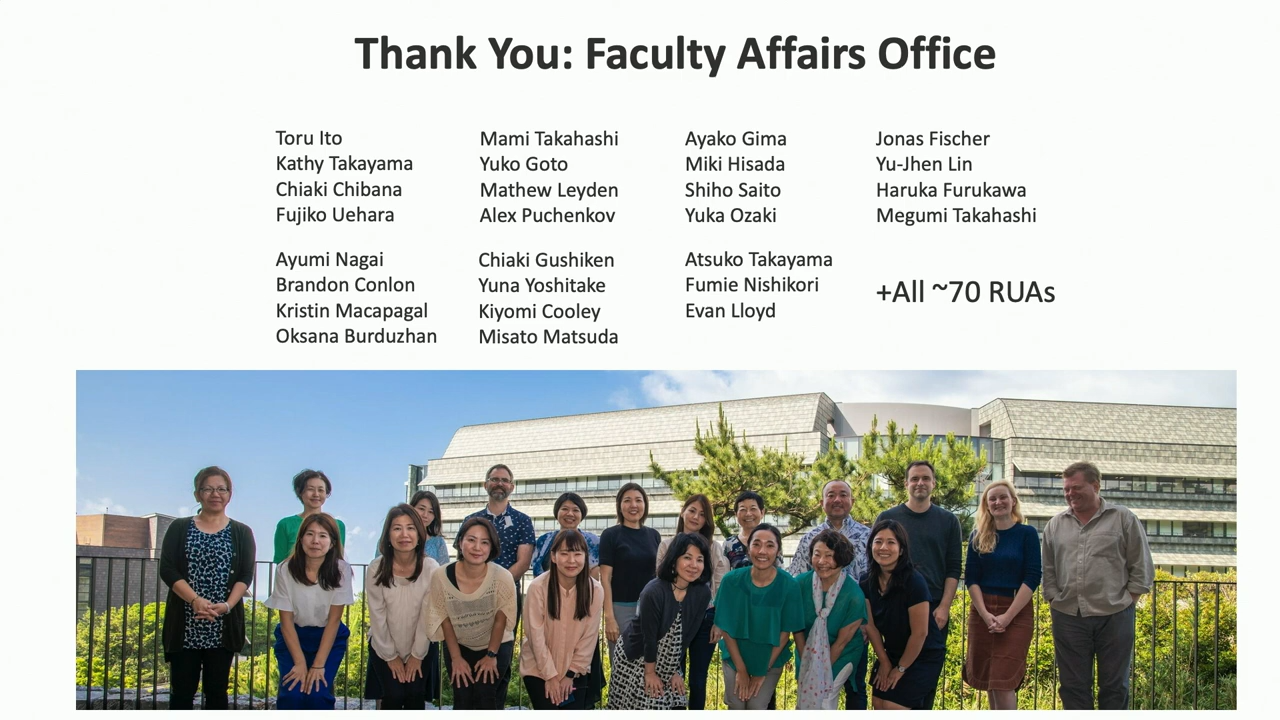 Thank You: Faculty Affairs Office
Toru Ito
Kathy Takayama
Chiaki Chibana
Fujiko Uehara
Mami Takahashi
Yuko Goto
Mathew Leyden
Alex Puchenkov
Ayako Gima
Miki Hisada
Shiho Saito
Yuka Ozaki
Jonas Fischer
Yu-Jhen Lin
Haruka Furukawa
Megumi Takahashi
Ayumi Nagai
Brandon Conlon
Kristin Macapagal
Oksana Burduzhan
Chiaki Gushiken
Yuna Yoshitake
Kiyomi Cooley
Misato Matsuda
Atsuko Takayama
Fumie Nishikori
Evan Lloyd
+All ~70 RUAs